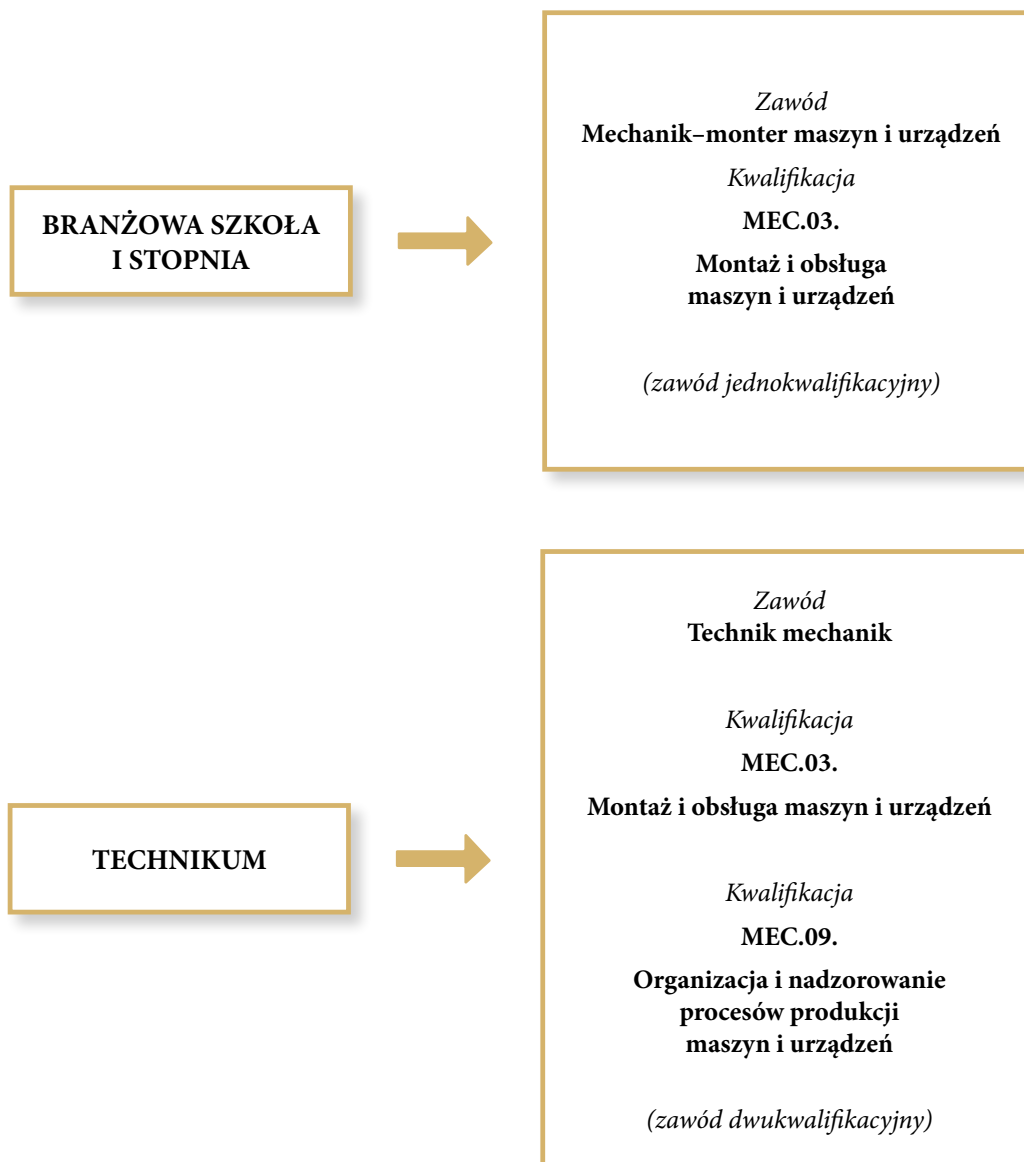 BRANŻOWA SZKOŁA
I STOPNIA
Zawód
Mechanik–monter maszyn i urządzeń
Kwalifikacja
MEC.03.
Montaż i obsługa
maszyn i urządzeń
(zawód jednokwalifikacyjny)
TECHNIKUM
Zawód
Technik mechanik
Kwalifikacja
MEC.03.
Montaż i obsługa maszyn i urządzeń
Kwalifikacja
MEC.09.
Organizacja i nadzorowanie
procesów produkcji
maszyn i urządzeń
(zawód dwukwalifikacyjny)